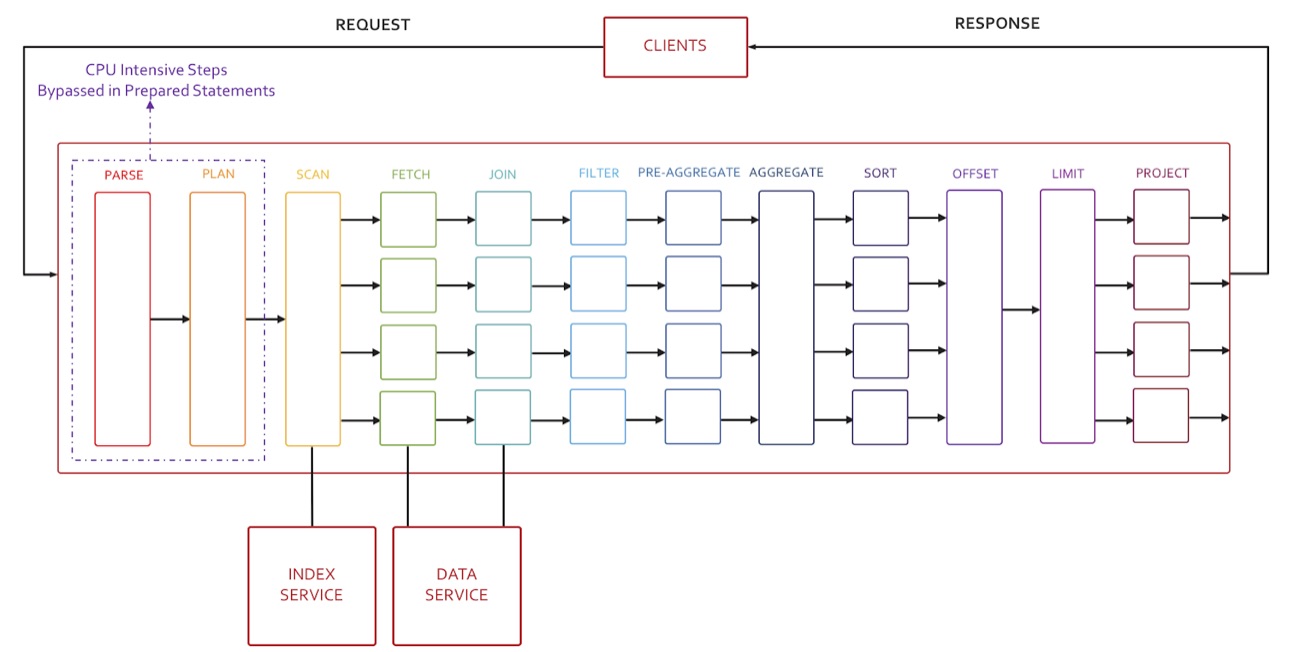 REQUEST
CLIENTS
RESPONSE
CPU Intensive Steps
Bypassed in Prepared Statements
PARSE
PLAN
SCAN
FETCH
JOIN
FILTER
PRE-AGGREGATE
AGGREGATE
SORT
OFFSET
LIMIT
PROJECT
INDEX
SERVICE
DATA
SERVICE